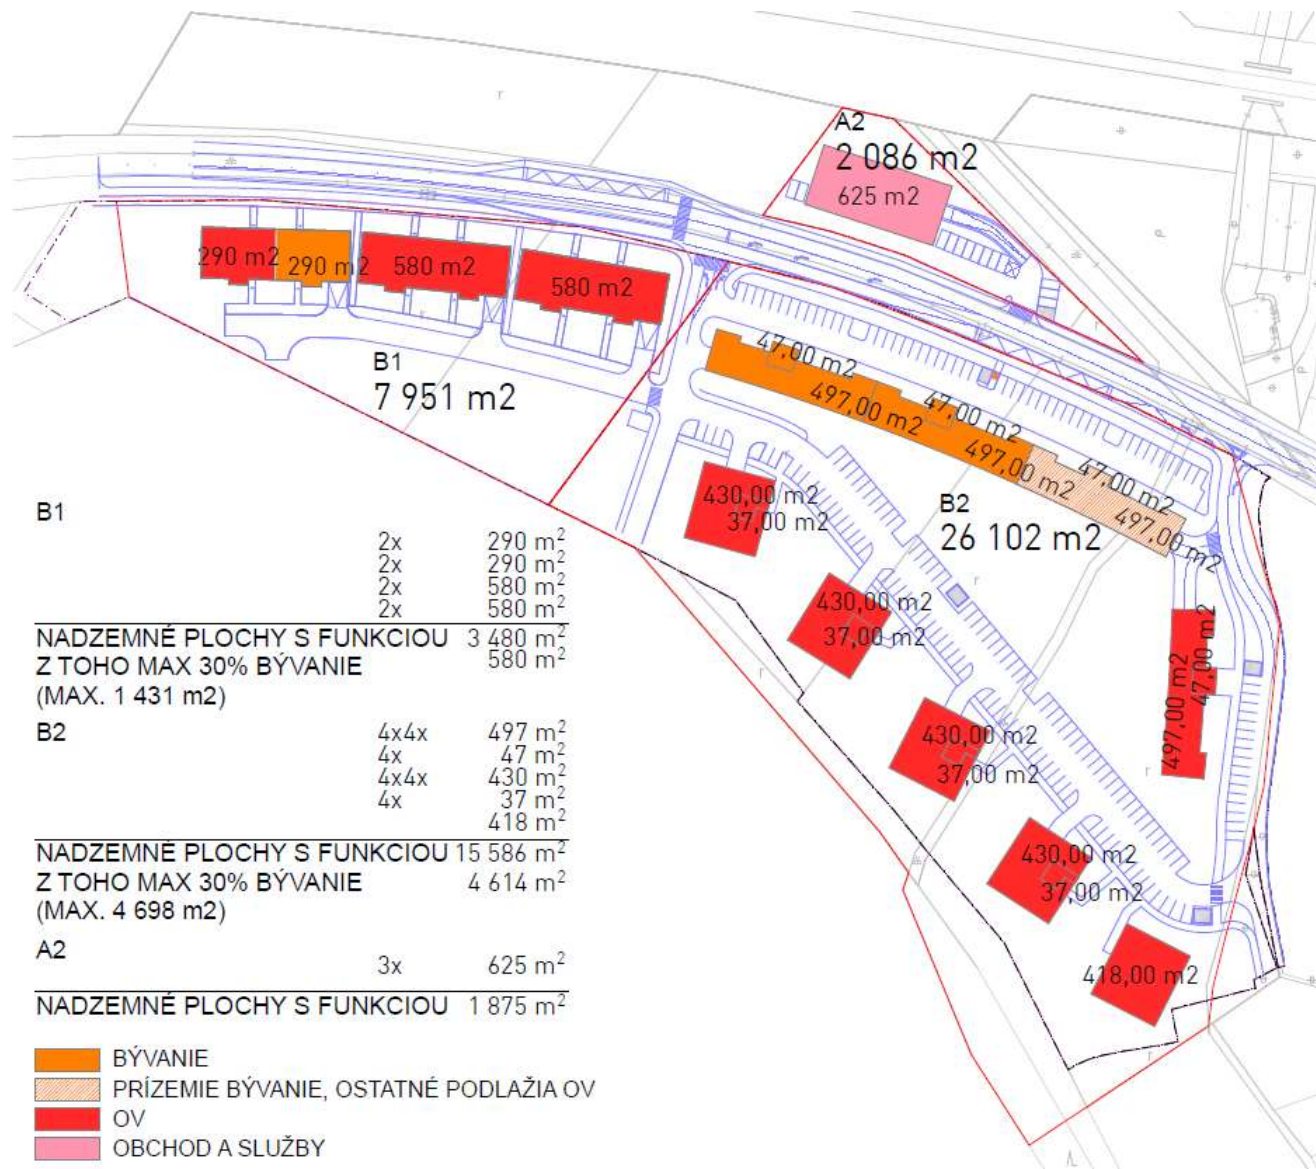 A2
2 086 m2
625 m2
290 m2
290 m2
580 m2
580 m2
B1
7 951 m2
47,00 m2
497,00 m2
47,00 m2
497,00 m2
47,00 m2
497,00 m2
B2
26 102 m2
430,00 m2
37,00 m2
430,00 m2
37,00 m2
430,00 m2
37,00 m2
430,00 m2
37,00 m2
418,00 m2
497,00 m2
47,00 m2
B1
2x 290 m²
2x 290 m²
2x 580 m²
2x 580 m²
NADZEMNÉ PLOCHY S FUNKCIOU 3 480 m²
Z TOHO MAX 30% BÝVANIE 580 m²
(MAX. 1 431 m2)
B2 4x4x 497 m²
4x 47 m²
4x4x 430 m²
4x 37 m²
418 m²
NADZEMNÉ PLOCHY S FUNKCIOU 15 586 m²
Z TOHO MAX 30% BÝVANIE 4 614 m²
(MAX. 4 698 m2)
A2
3x 625 m²
NADZEMNÉ PLOCHY S FUNKCIOU 1 875 m²
BÝVANIE
PRÍZEMIE BÝVANIE, OSTATNÉ PODLAŽIA OV
OV
OBCHOD A SLUŽBY